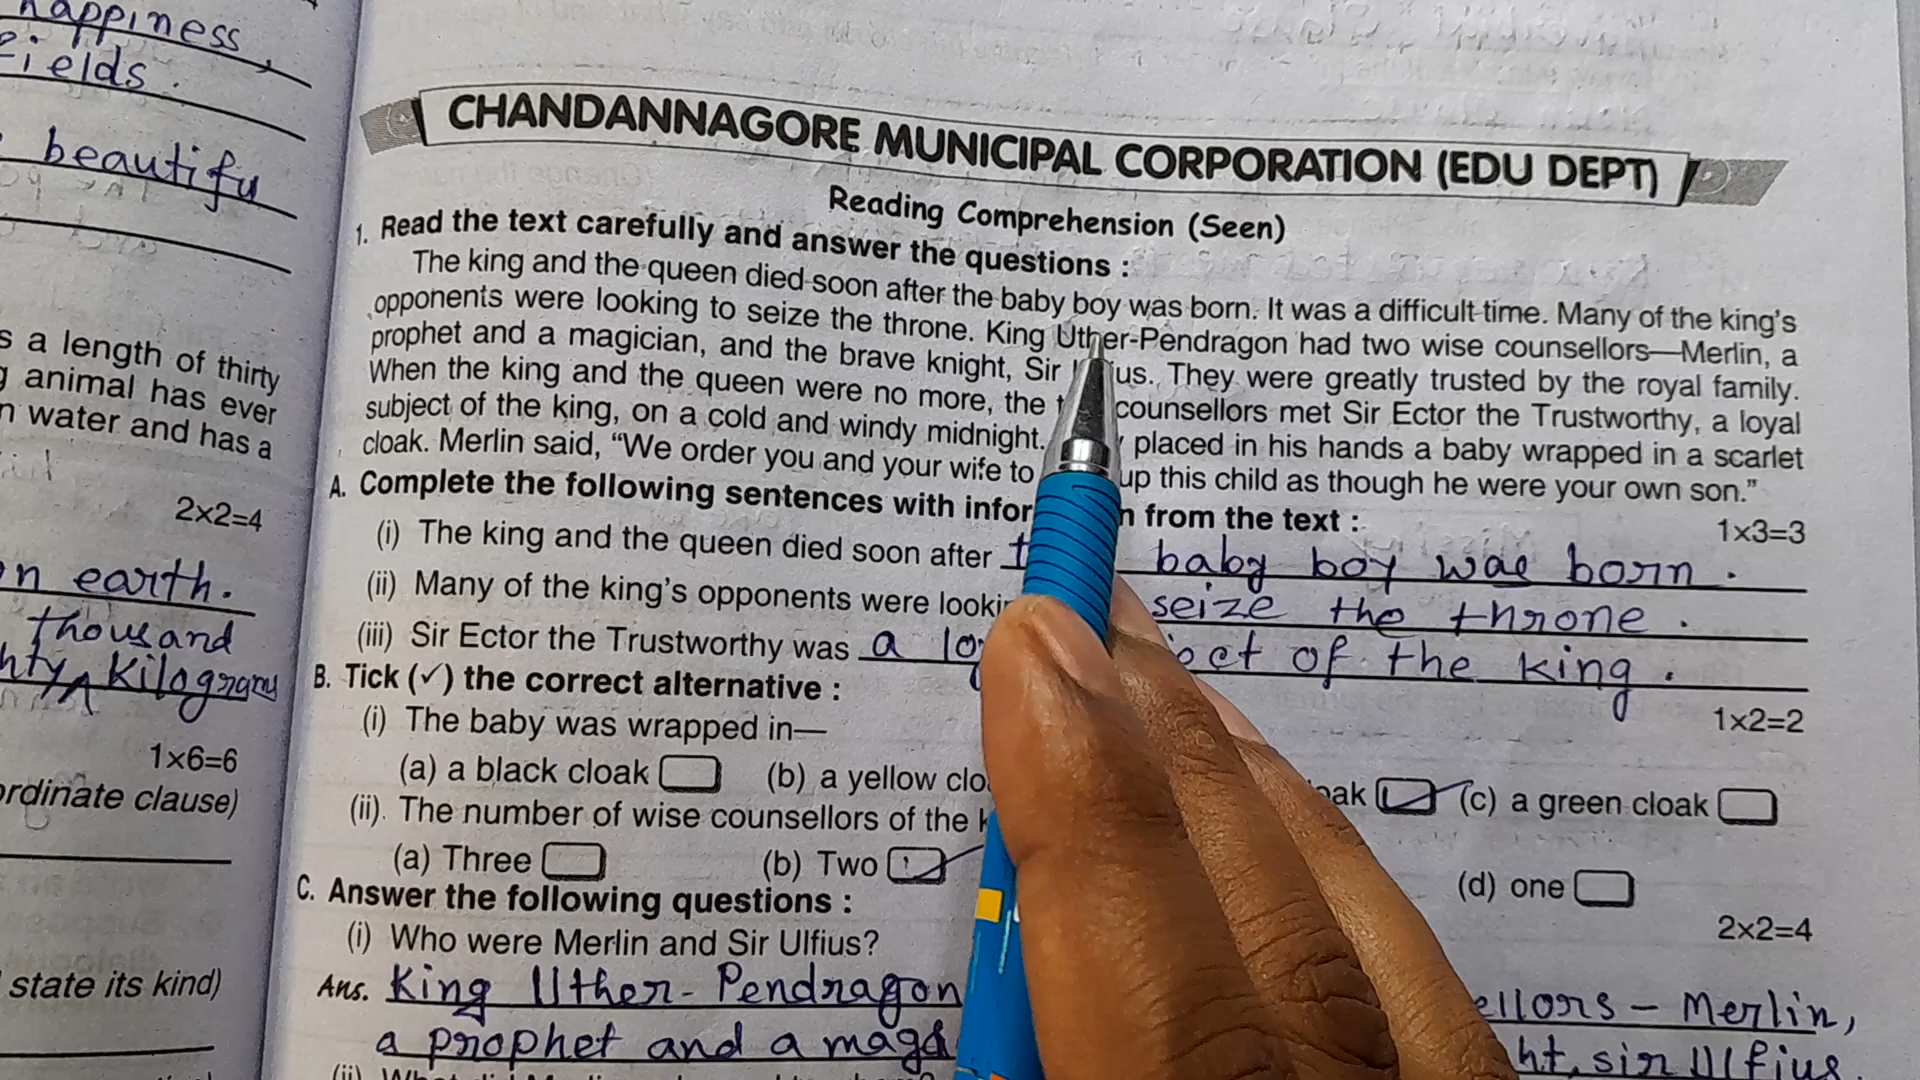 happiness,
fields.
beautifu
s a length of thirty
g animal has ever
n water and has a
2×2=4
n earth.
thousand
hty kilograms
1×6=6
ordinate clause)
state its kind)
CHANDANNAGORE MUNICIPAL CORPORATION (EDU DEPT)
Reading Comprehension (Seen)
1. Read the text carefully and answer the questions :
The king and the queen died soon after the baby boy was born. It was a difficult time. Many of the king's
opponents were looking to seize the throne. King Uther-Pendragon had two wise counsellors—Merlin, a
prophet and a magician, and the brave knight, Sir us. They were greatly trusted by the royal family.
When the king and the queen were no more, the counsellors met Sir Ector the Trustworthy, a loyal
subject of the king, on a cold and windy midnight. placed in his hands a baby wrapped in a scarlet
cloak. Merlin said, “We order you and your wife to up this child as though he were your own son.”
A. Complete the following sentences with infor n from the text : 1×3=3
(i) The king and the queen died soon after baby boy was born.
(ii) Many of the king's opponents were looki seize the throne.
(iii) Sir Ector the Trustworthy was a lo ect of the king.
B. Tick (✓) the correct alternative : 1×2=2
(i) The baby was wrapped in—
(a) a black cloak (b) a yellow clo oak (c) a green cloak
(ii). The number of wise counsellors of the
(a) Three (b) Two (d) one
C. Answer the following questions : 2×2=4
(i) Who were Merlin and Sir Ulfius?
Ans. King Uther-Pendragon ellors – Merlin,
a prophet and a mag ht, sir Ulfius.